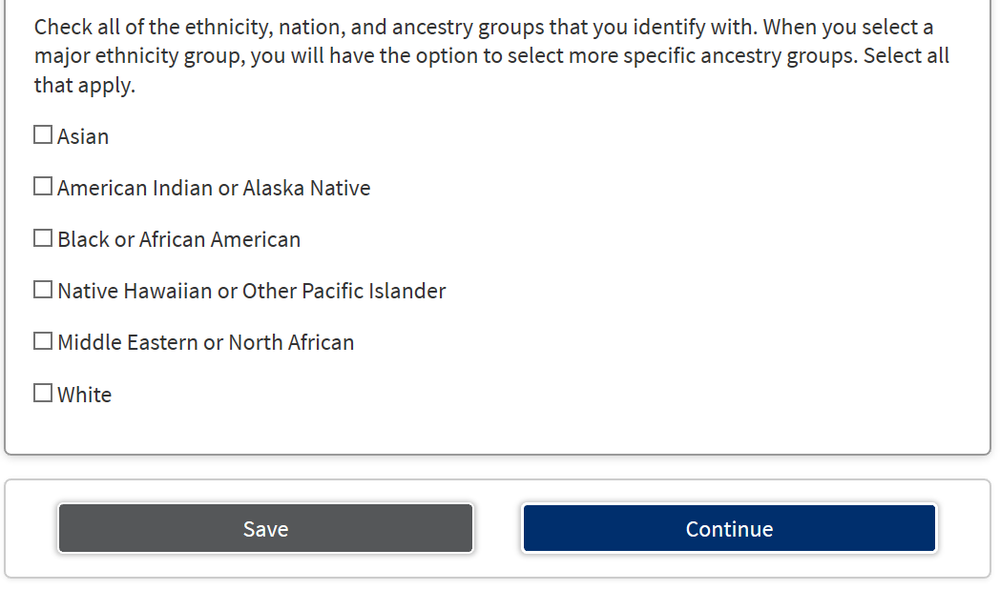 Check all of the ethnicity, nation, and ancestry groups that you identify with. When you select a
major ethnicity group, you will have the option to select more specific ancestry groups. Select all
that apply.
Asian
American Indian or Alaska Native
Black or African American
Native Hawaiian or Other Pacific Islander
Middle Eastern or North African
White
Save
Continue